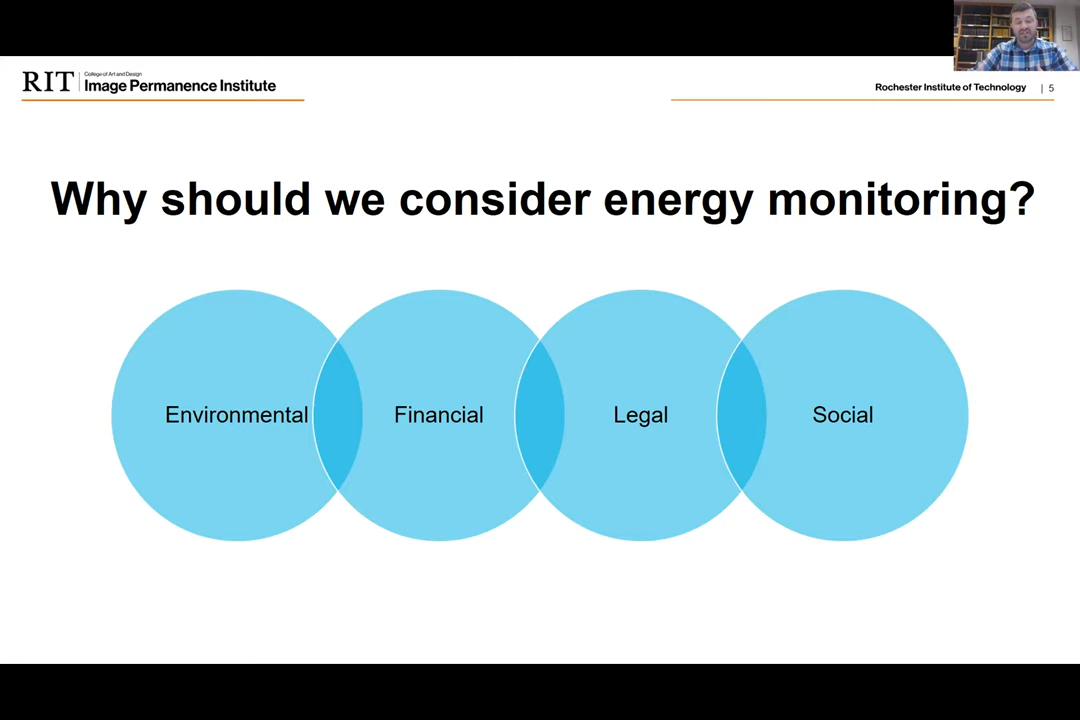 RIT
College of Art and Design
Image Permanence Institute
Rochester Institute of Technology | 5
Why should we consider energy monitoring?
Environmental
Financial
Legal
Social